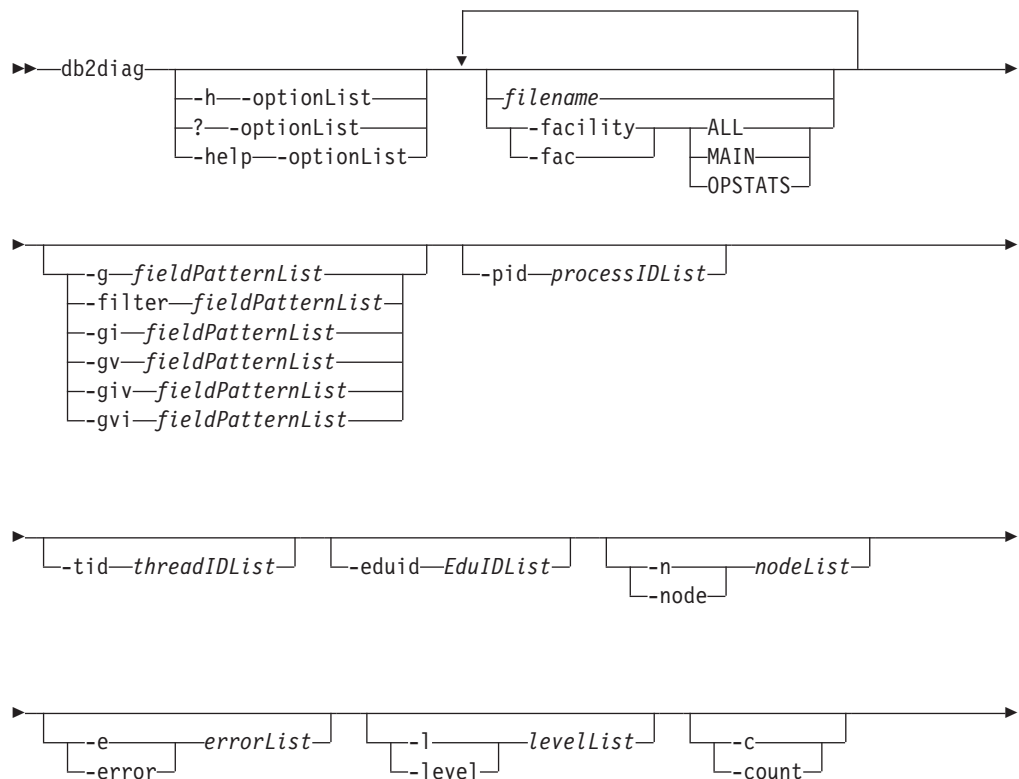 db2diag
-h -optionList
? -optionList
-help -optionList
filename
-facility ALL
-fac MAIN
OPSTATS
-g fieldPatternList
-filter fieldPatternList
-gi fieldPatternList
-gv fieldPatternList
-giv fieldPatternList
-gvi fieldPatternList
-pid processIDList
-tid threadIDList
-eduid EduIDList
-n nodeList
-node
-e errorList
-error
-l levelList
-level
-c
-count